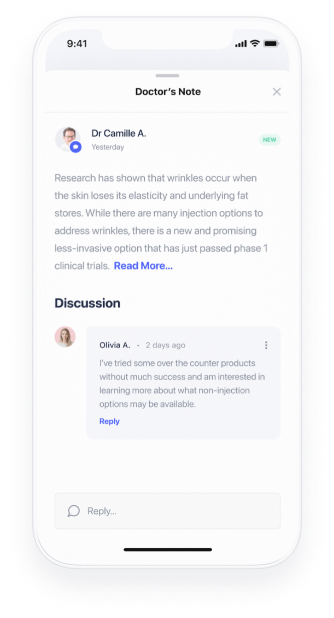 9:41
Doctor's Note
Dr Camille A.
NEW
Yesterday
Research has shown that wrinkles occur when
the skin loses its elasticity and underlying fat
stores. While there are many injection options to
address wrinkles, there is a new and promising
less-invasive option that has just passed phase 1
clinical trials. Read More...
Discussion
Olivia A. • 2 days ago
I've tried some over the counter products
without much success and am interested in
learning more about what non-injection
options may be available.
Reply
Reply...